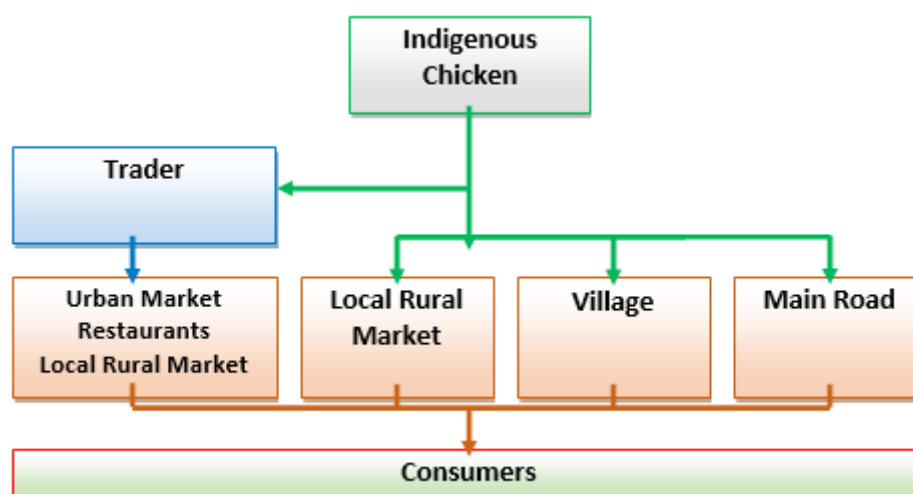 Indigenous
Chicken
Trader
Urban Market
Restaurants
Local Rural Market
Local Rural
Market
Village
Main Road
Consumers